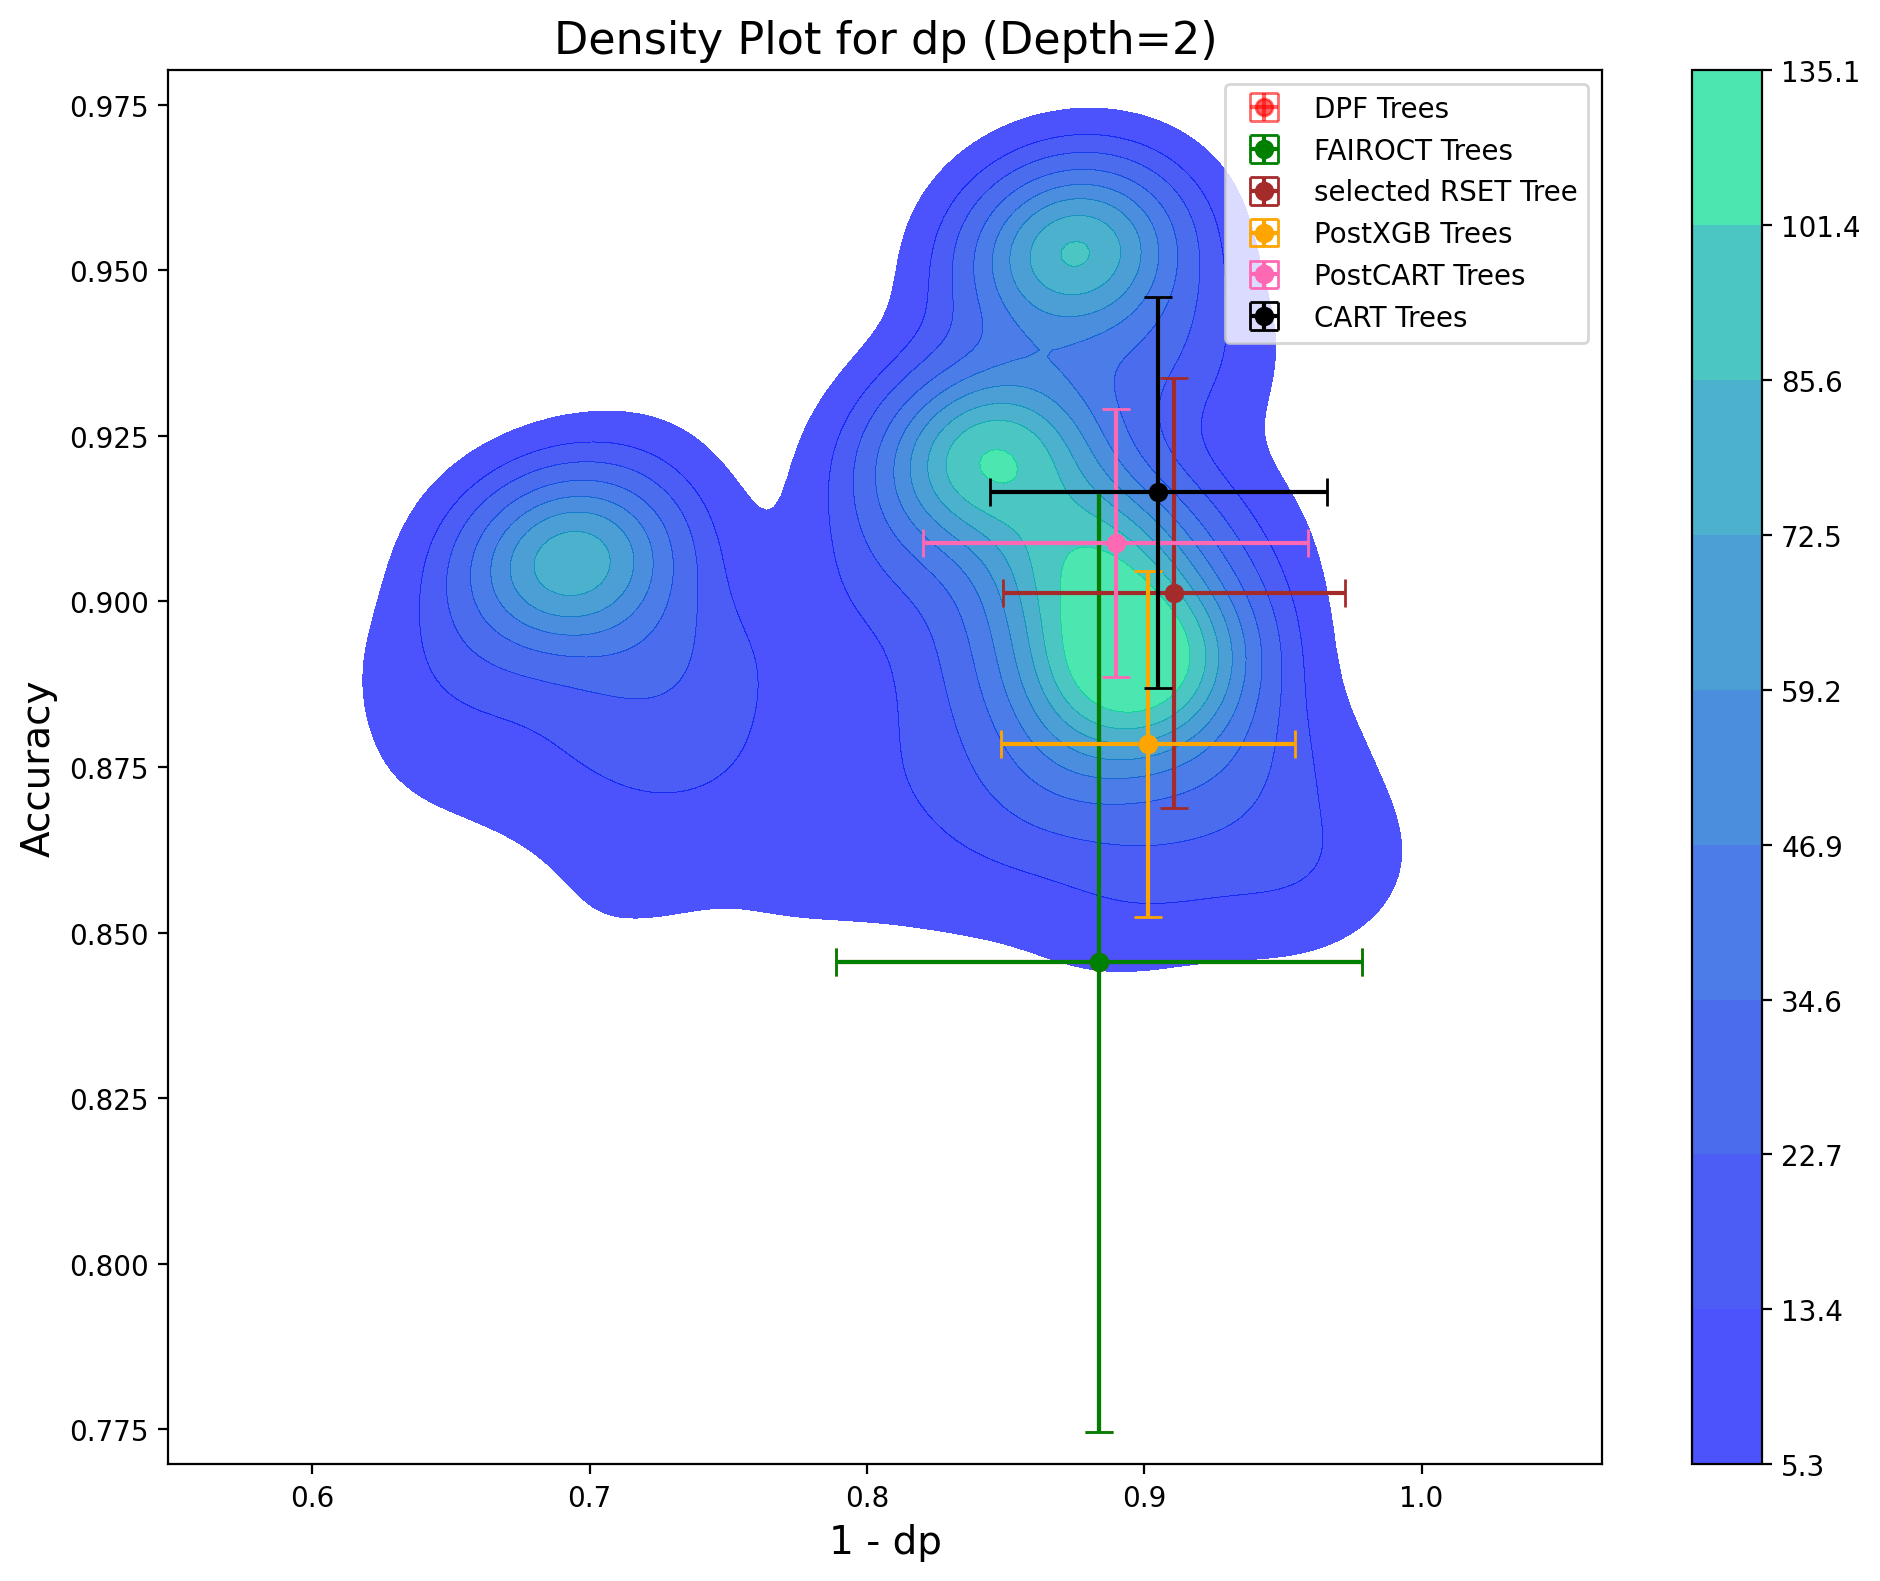 Density Plot for dp (Depth=2)
DPF Trees
FAIROCT Trees
selected RSET Tree
PostXGB Trees
PostCART Trees
CART Trees
Accuracy
0.975
0.950
0.925
0.900
0.875
0.850
0.825
0.800
0.775
0.6 0.7 0.8 0.9 1.0
1 - dp
135.1
101.4
85.6
72.5
59.2
46.9
34.6
22.7
13.4
5.3